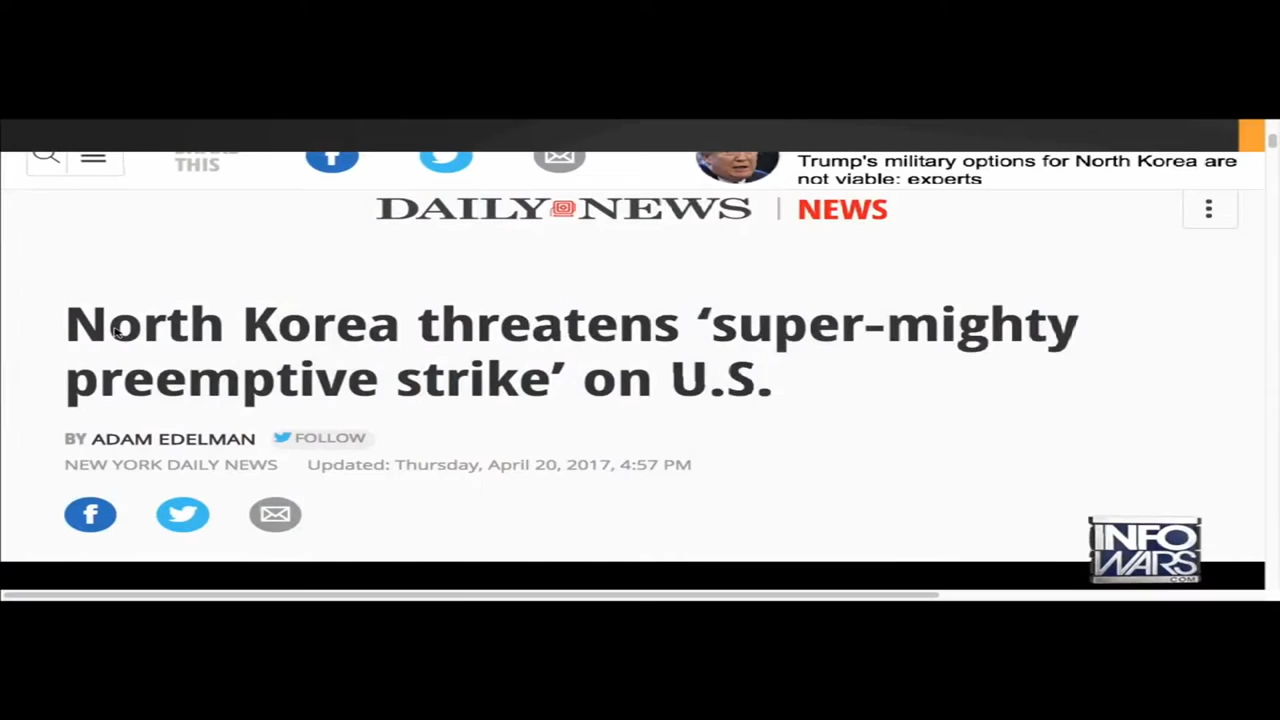 THIS
Trump's military options for North Korea are
not viable: experts
DAILY NEWS | NEWS
North Korea threatens ‘super-mighty
preemptive strike’ on U.S.
BY ADAM EDELMAN FOLLOW
NEW YORK DAILY NEWS Updated: Thursday, April 20, 2017, 4:57 PM
INFO
WARS
.COM